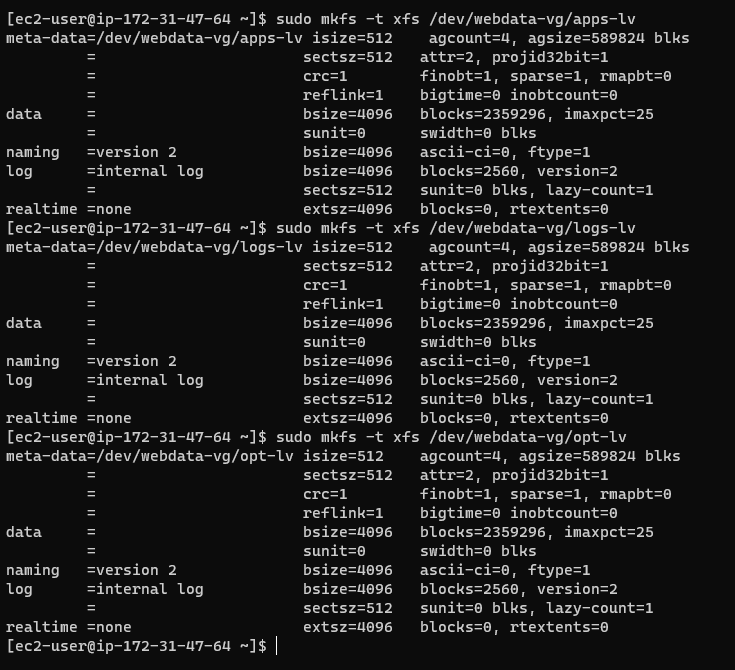 [ec2-user@ip-172-31-47-64 ~]$ sudo mkfs -t xfs /dev/webdata-vg/apps-lv
meta-data=/dev/webdata-vg/apps-lv isize=512    agcount=4, agsize=589824 blks
         =                       sectsz=512   attr=2, projid32bit=1
         =                       crc=1        finobt=1, sparse=1, rmapbt=0
         =                       reflink=1    bigtime=0 inobtcount=0
data     =                       bsize=4096   blocks=2359296, imaxpct=25
         =                       sunit=0      swidth=0 blks
naming   =version 2              bsize=4096   ascii-ci=0, ftype=1
log      =internal log           bsize=4096   blocks=2560, version=2
         =                       sectsz=512   sunit=0 blks, lazy-count=1
realtime =none                   extsz=4096   blocks=0, rtextents=0
[ec2-user@ip-172-31-47-64 ~]$ sudo mkfs -t xfs /dev/webdata-vg/logs-lv
meta-data=/dev/webdata-vg/logs-lv isize=512    agcount=4, agsize=589824 blks
         =                       sectsz=512   attr=2, projid32bit=1
         =                       crc=1        finobt=1, sparse=1, rmapbt=0
         =                       reflink=1    bigtime=0 inobtcount=0
data     =                       bsize=4096   blocks=2359296, imaxpct=25
         =                       sunit=0      swidth=0 blks
naming   =version 2              bsize=4096   ascii-ci=0, ftype=1
log      =internal log           bsize=4096   blocks=2560, version=2
         =                       sectsz=512   sunit=0 blks, lazy-count=1
realtime =none                   extsz=4096   blocks=0, rtextents=0
[ec2-user@ip-172-31-47-64 ~]$ sudo mkfs -t xfs /dev/webdata-vg/opt-lv
meta-data=/dev/webdata-vg/opt-lv isize=512    agcount=4, agsize=589824 blks
         =                       sectsz=512   attr=2, projid32bit=1
         =                       crc=1        finobt=1, sparse=1, rmapbt=0
         =                       reflink=1    bigtime=0 inobtcount=0
data     =                       bsize=4096   blocks=2359296, imaxpct=25
         =                       sunit=0      swidth=0 blks
naming   =version 2              bsize=4096   ascii-ci=0, ftype=1
log      =internal log           bsize=4096   blocks=2560, version=2
         =                       sectsz=512   sunit=0 blks, lazy-count=1
realtime =none                   extsz=4096   blocks=0, rtextents=0
[ec2-user@ip-172-31-47-64 ~]$